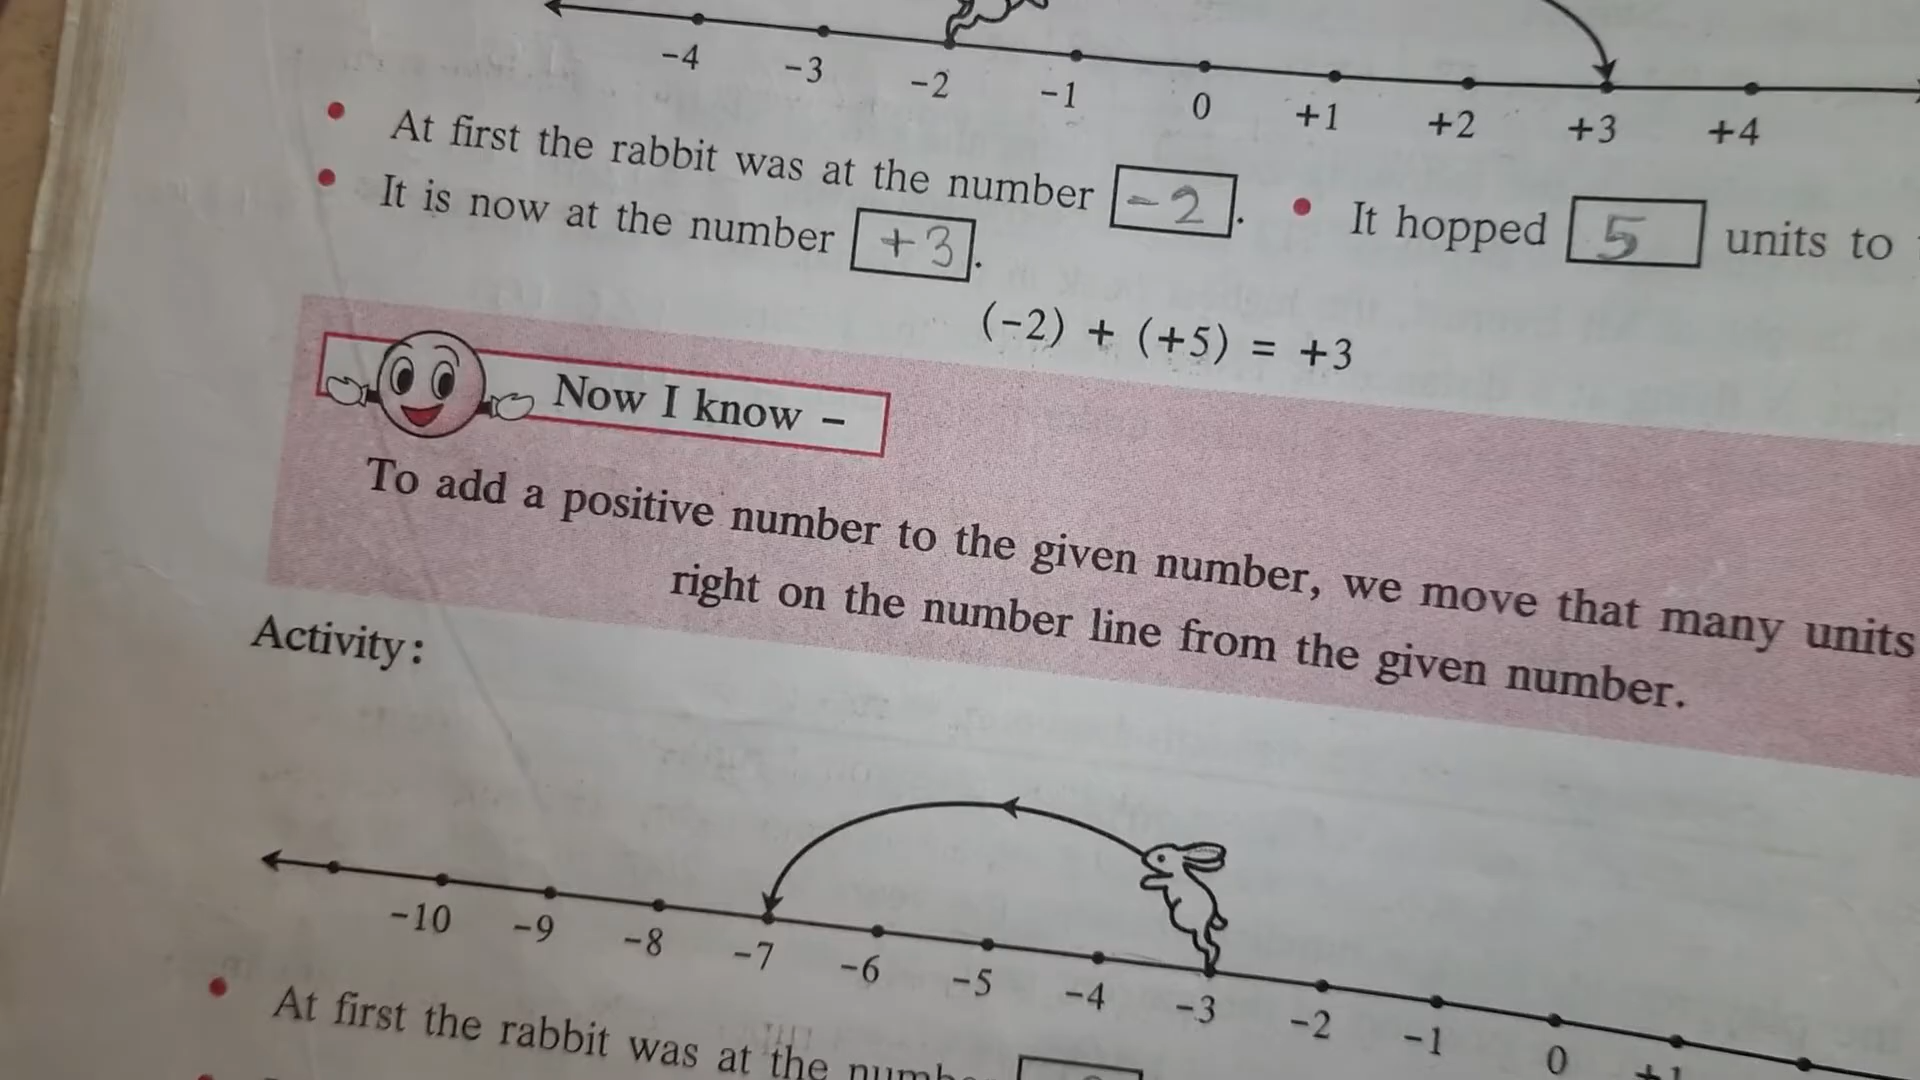 -4 -3 -2 -1 0 +1 +2 +3 +4
• At first the rabbit was at the number -2. • It hopped 5 units to
• It is now at the number +3.
(-2) + (+5) = +3
Now I know -
To add a positive number to the given number, we move that many units
right on the number line from the given number.
Activity:
-10 -9 -8 -7 -6 -5 -4 -3 -2 -1 0 +1
• At first the rabbit was at the